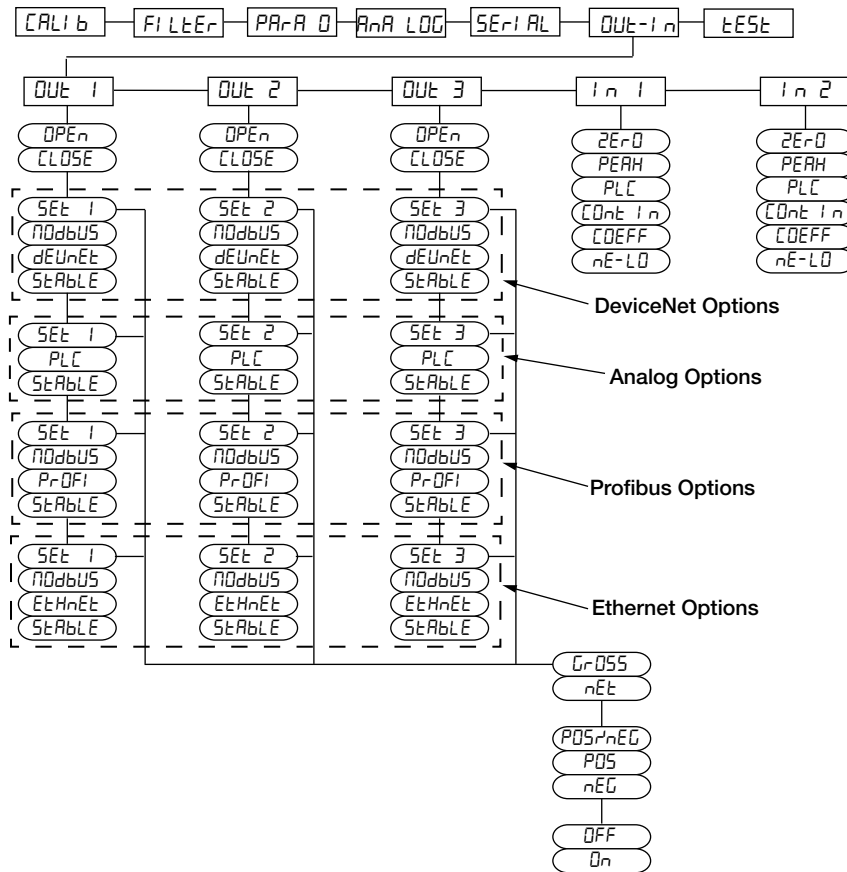 CALIb FILtEr PArA 0 AnA LOG SErIAL OUt-In tESt
OUt 1 OUt 2 OUt 3 In 1 In 2
OPEn OPEn OPEn ZErO ZErO
CLOSE CLOSE CLOSE PEAH PEAH
PLC PLC
SEt 1 SEt 2 SEt 3 COnt In COnt In
MOdbUS MOdbUS MOdbUS COEFF COEFF
dEUnEt dEUnEt dEUnEt nE-LO nE-LO
StAbLE StAbLE StAbLE
DeviceNet Options
SEt 1 SEt 2 SEt 3
PLC PLC PLC
StAbLE StAbLE StAbLE
Analog Options
SEt 1 SEt 2 SEt 3
MOdbUS MOdbUS MOdbUS
PrOFI PrOFI PrOFI
StAbLE StAbLE StAbLE
Profibus Options
SEt 1 SEt 2 SEt 3
MOdbUS MOdbUS MOdbUS
EtHnEt EtHnEt EtHnEt
StAbLE StAbLE StAbLE
Ethernet Options
GrOSS
nEt
POS/nEG
POS
nEG
OFF
On